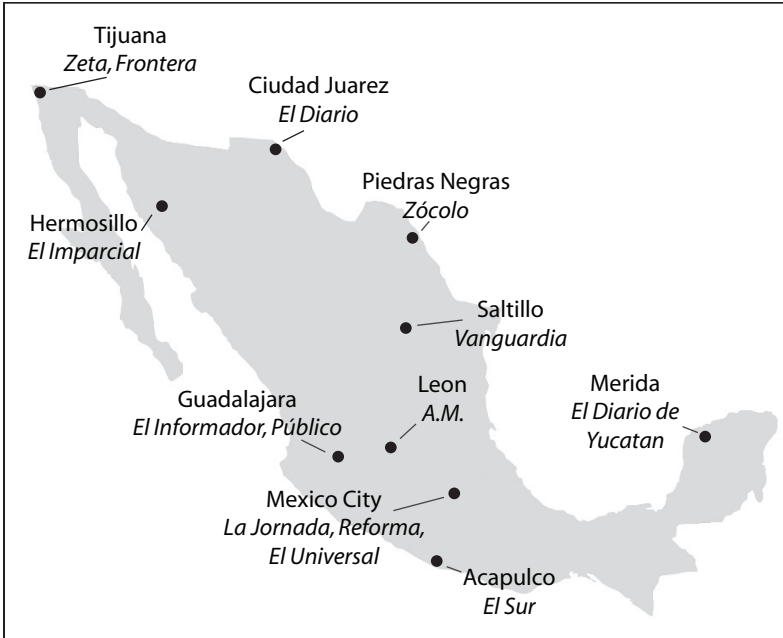 Tijuana
Zeta, Frontera
Ciudad Juarez
El Diario
Piedras Negras
Zócolo
Hermosillo
El Imparcial
Saltillo
Vanguardia
Leon
A.M.
Merida
El Diario de
Yucatan
Guadalajara
El Informador, Público
Mexico City
La Jornada, Reforma,
El Universal
Acapulco
El Sur